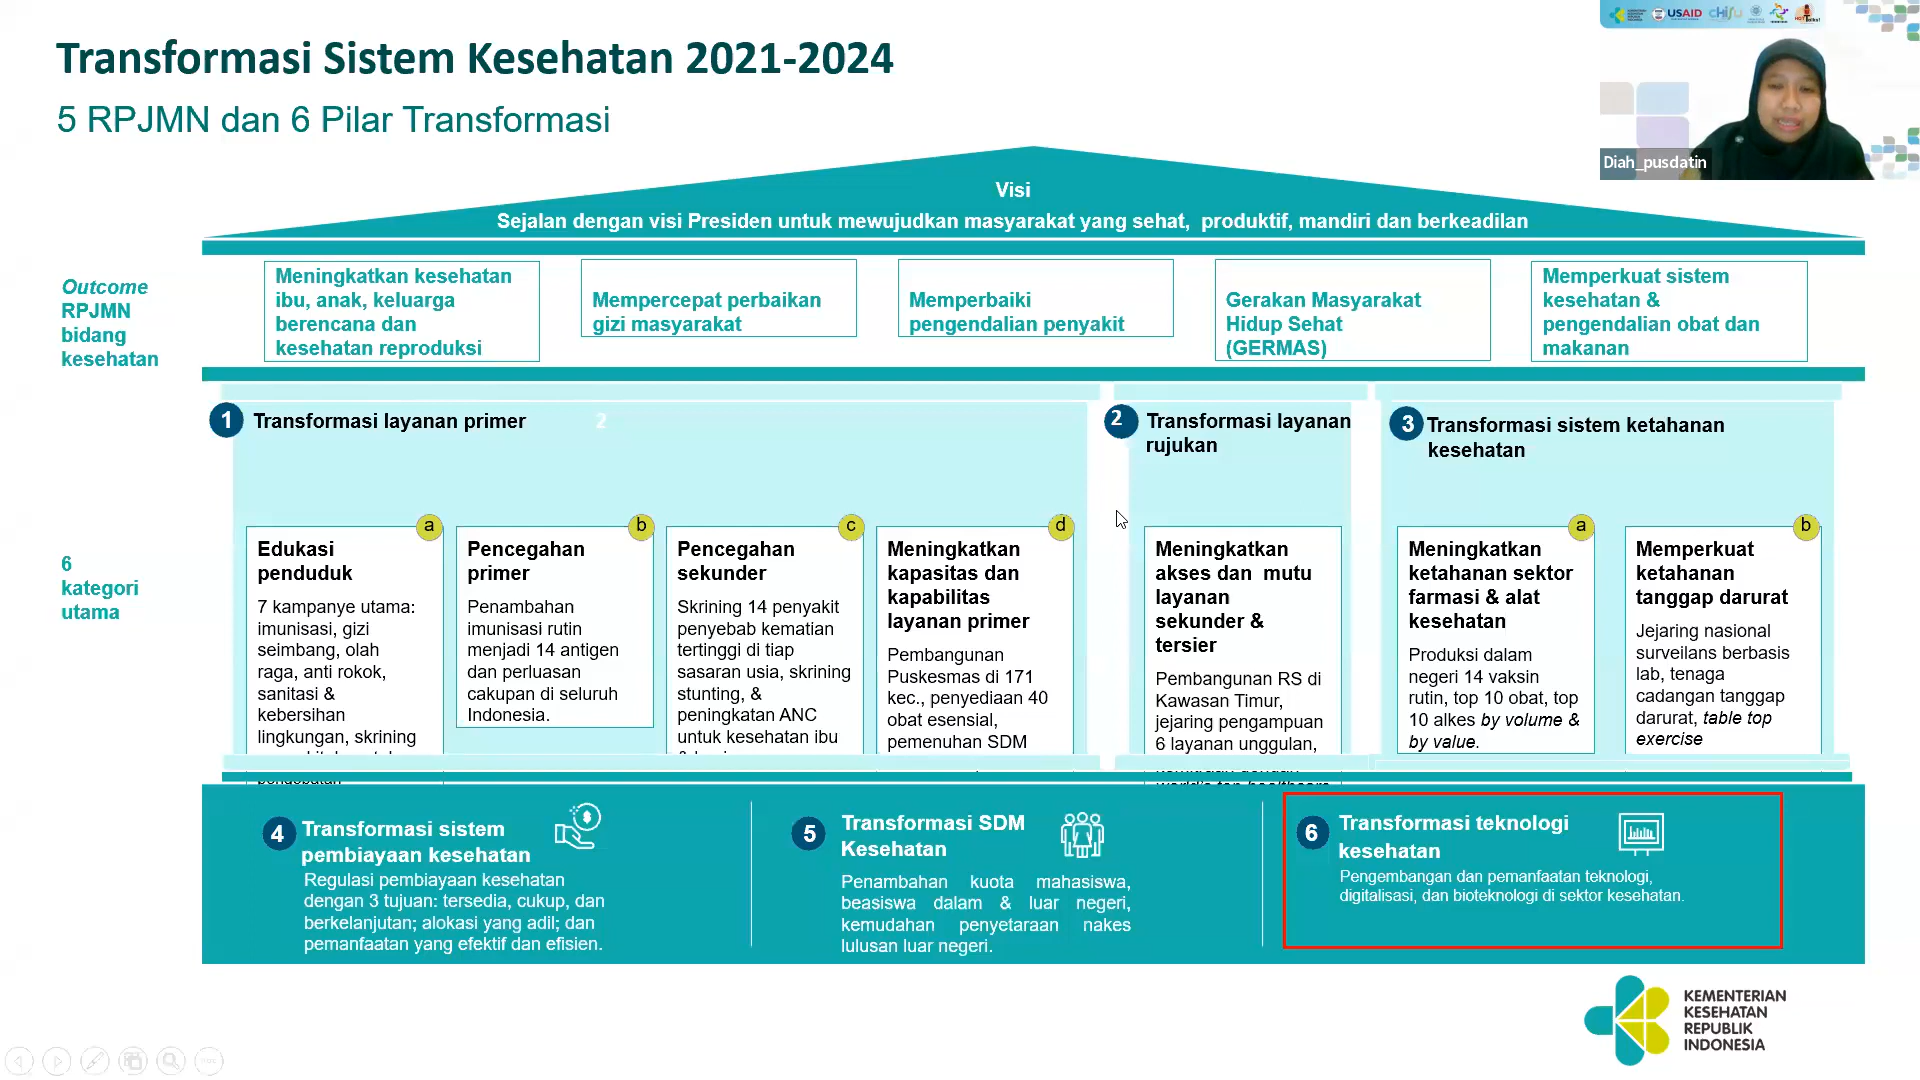 Transformasi Sistem Kesehatan 2021-2024
5 RPJMN dan 6 Pilar Transformasi
USAID
CHISU
Diah_pusdatin
Visi
Sejalan dengan visi Presiden untuk mewujudkan masyarakat yang sehat, produktif, mandiri dan berkeadilan
Outcome
RPJMN
bidang
kesehatan
Meningkatkan kesehatan
ibu, anak, keluarga
berencana dan
kesehatan reproduksi
Mempercepat perbaikan
gizi masyarakat
Memperbaiki
pengendalian penyakit
Gerakan Masyarakat
Hidup Sehat
(GERMAS)
Memperkuat sistem
kesehatan &
pengendalian obat dan
makanan
6
kategori
utama
1
Transformasi layanan primer
2
a
Edukasi
penduduk
7 kampanye utama:
imunisasi, gizi
seimbang, olah
raga, anti rokok,
sanitasi &
kebersihan
lingkungan, skrining
b
Pencegahan
primer
Penambahan
imunisasi rutin
menjadi 14 antigen
dan perluasan
cakupan di seluruh
Indonesia.
c
Pencegahan
sekunder
Skrining 14 penyakit
penyebab kematian
tertinggi di tiap
sasaran usia, skrining
stunting, &
peningkatan ANC
untuk kesehatan ibu
d
Meningkatkan
kapasitas dan
kapabilitas
layanan primer
Pembangunan
Puskesmas di 171
kec., penyediaan 40
obat esensial,
pemenuhan SDM
2
Transformasi layanan
rujukan
Meningkatkan
akses dan mutu
layanan
sekunder &
tersier
Pembangunan RS di
Kawasan Timur,
jejaring pengampuan
6 layanan unggulan,
3
Transformasi sistem ketahanan
kesehatan
a
Meningkatkan
ketahanan sektor
farmasi & alat
kesehatan
Produksi dalam
negeri 14 vaksin
rutin, top 10 obat, top
10 alkes by volume &
by value.
b
Memperkuat
ketahanan
tanggap darurat
Jejaring nasional
surveilans berbasis
lab, tenaga
cadangan tanggap
darurat, table top
exercise
4
Transformasi sistem
pembiayaan kesehatan
Regulasi pembiayaan kesehatan
dengan 3 tujuan: tersedia, cukup, dan
berkelanjutan; alokasi yang adil; dan
pemanfaatan yang efektif dan efisien.
5
Transformasi SDM
Kesehatan
Penambahan kuota mahasiswa,
beasiswa dalam & luar negeri,
kemudahan penyetaraan nakes
lulusan luar negeri.
6
Transformasi teknologi
kesehatan
Pengembangan dan pemanfaatan teknologi,
digitalisasi, dan bioteknologi di sektor kesehatan.
KEMENTERIAN
KESEHATAN
REPUBLIK
INDONESIA